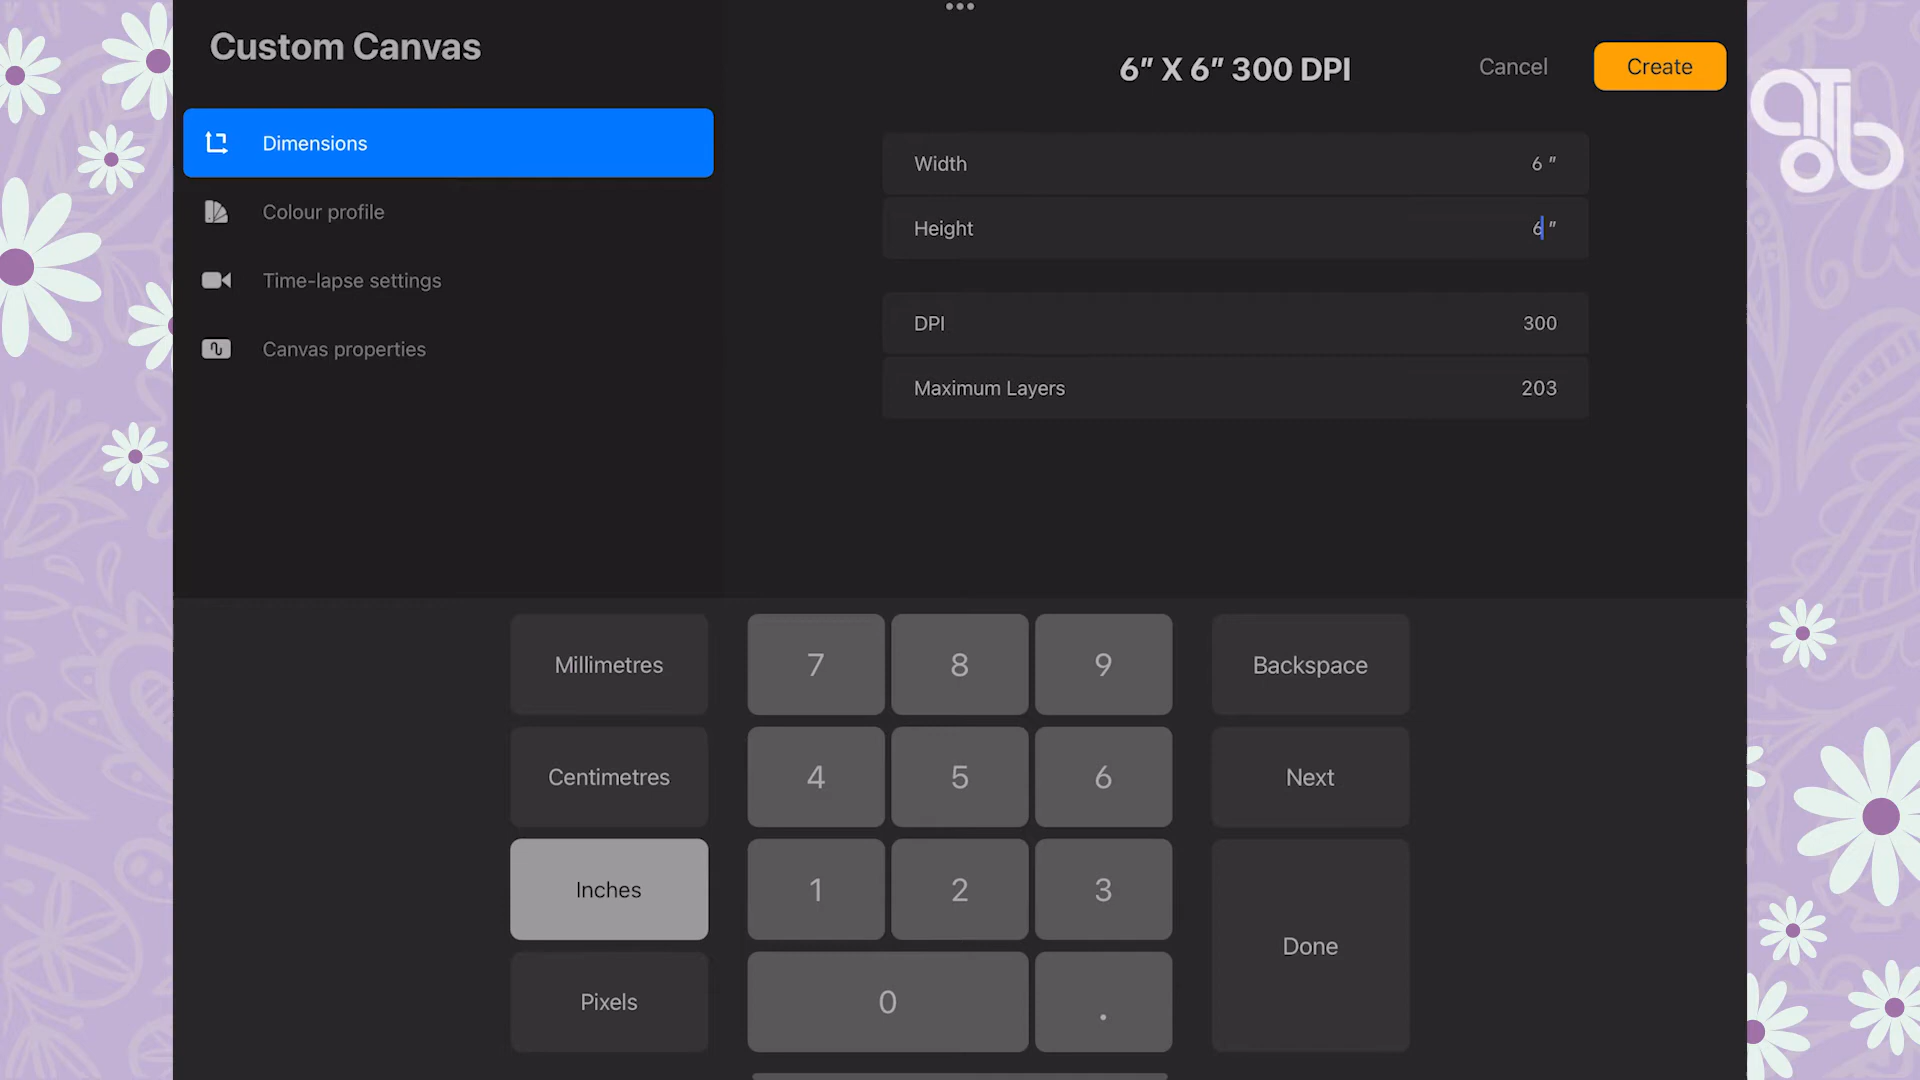 Custom Canvas
6″ X 6″ 300 DPI
Cancel
Create
Dimensions
Colour profile
Time-lapse settings
Canvas properties
Width 6 ″
Height 6 ″
DPI 300
Maximum Layers 203
Millimetres 7 8 9 Backspace
Centimetres 4 5 6 Next
Inches 1 2 3 Done
Pixels 0 .